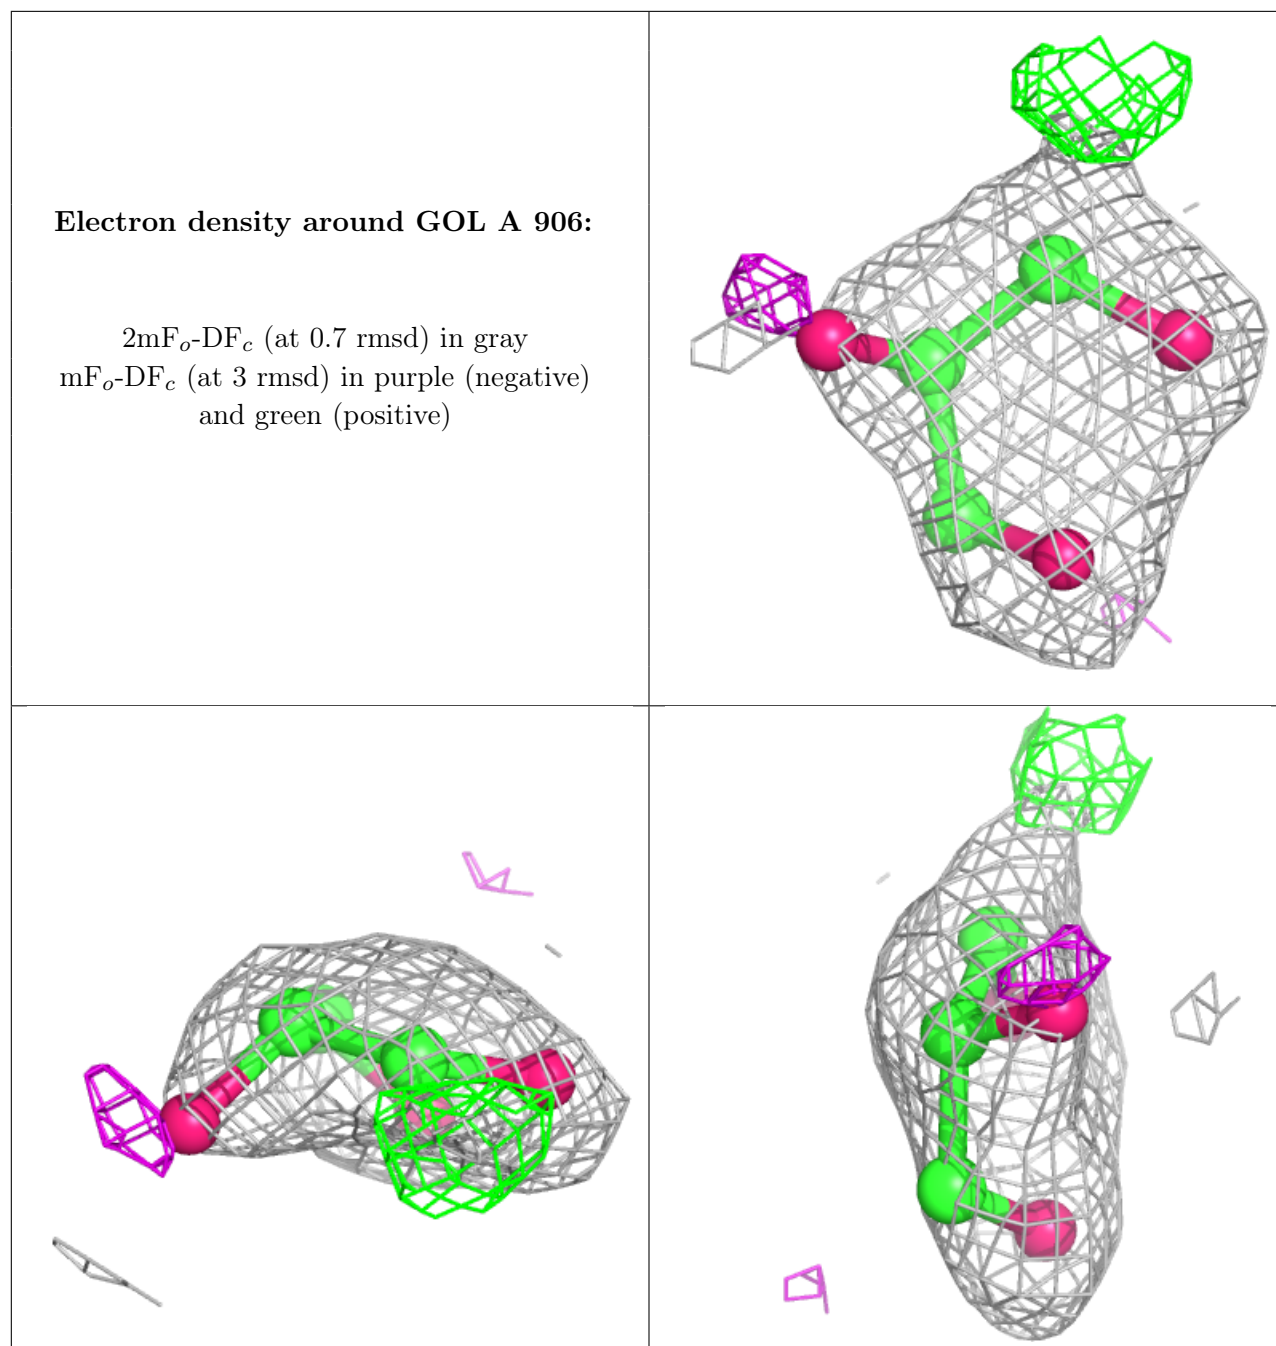 Electron density around GOL A 906:
2mFo-DFc (at 0.7 rmsd) in gray
mFo-DFc (at 3 rmsd) in purple (negative)
and green (positive)